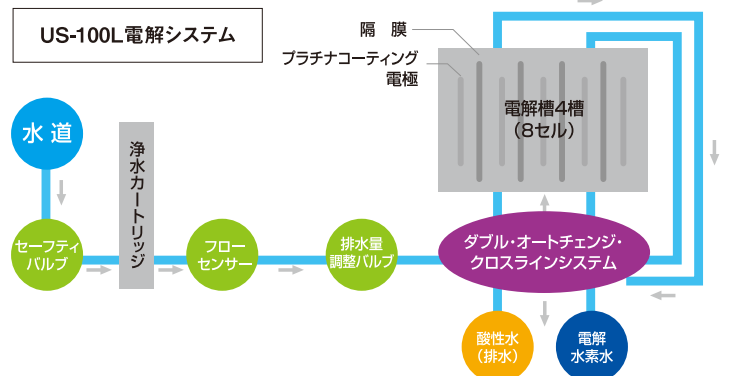 US-100L電解システム
隔　膜
プラチナコーティング
電極
電解槽4槽
（8セル）
水 道
浄水カートリッジ
セーフティ
バルブ
フロー
センサー
排水量
調整バルブ
ダブル・オートチェンジ・
クロスラインシステム
酸性水
（排水）
電解
水素水